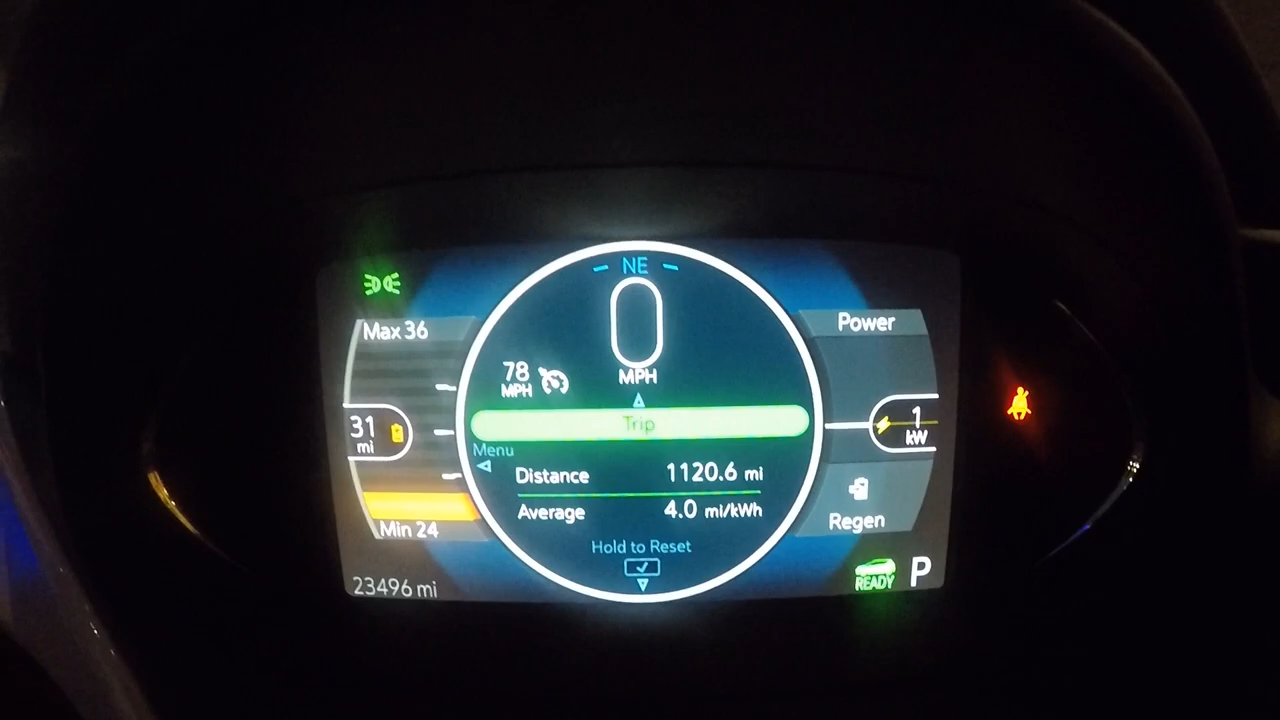 NE
0
MPH
Max 36
78
MPH
Power
31
mi
Trip
1
kW
Menu
Distance 1120.6 mi
Average 4.0 mi/kWh
Min 24
Regen
Hold to Reset
23496 mi
READY P